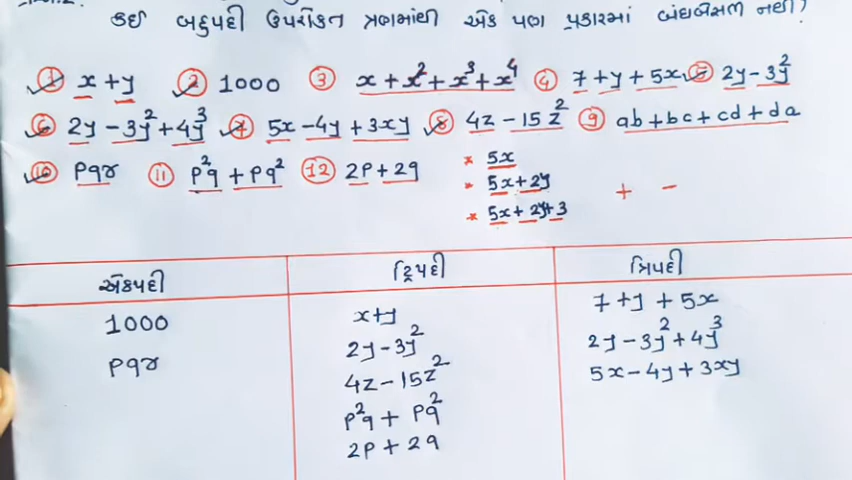 કઈ બહુપદી ઉપરોક્ત ત્રણમાંથી એક પણ પ્રકારમાં બંધબેસતી નથી?
① x + y ② 1000 ③ x + x² + x³ + x⁴ ④ 7 + y + 5x ⑤ 2y - 3y²
⑥ 2y - 3y² + 4y³ ⑦ 5x - 4y + 3xy ⑧ 4z - 15z² ⑨ ab + bc + cd + da
⑩ pqr ⑪ p²q + pq² ⑫ 2p + 2q * 5x
* 5x + 2y + -
* 5x + 2y + 3
એકપદી દ્વિપદી ત્રિપદી
1000 x+y 7 + y + 5x
pqr 2y - 3y² 2y - 3y² + 4y³
4z - 15z² 5x - 4y + 3xy
p²q + pq²
2p + 2q